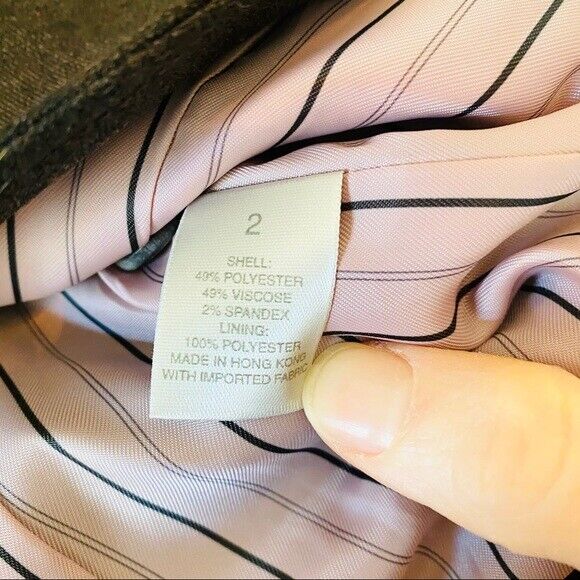 2
SHELL:
49% POLYESTER
49% VISCOSE
2% SPANDEX
LINING:
100% POLYESTER
MADE IN HONG KONG
WITH IMPORTED FABRIC